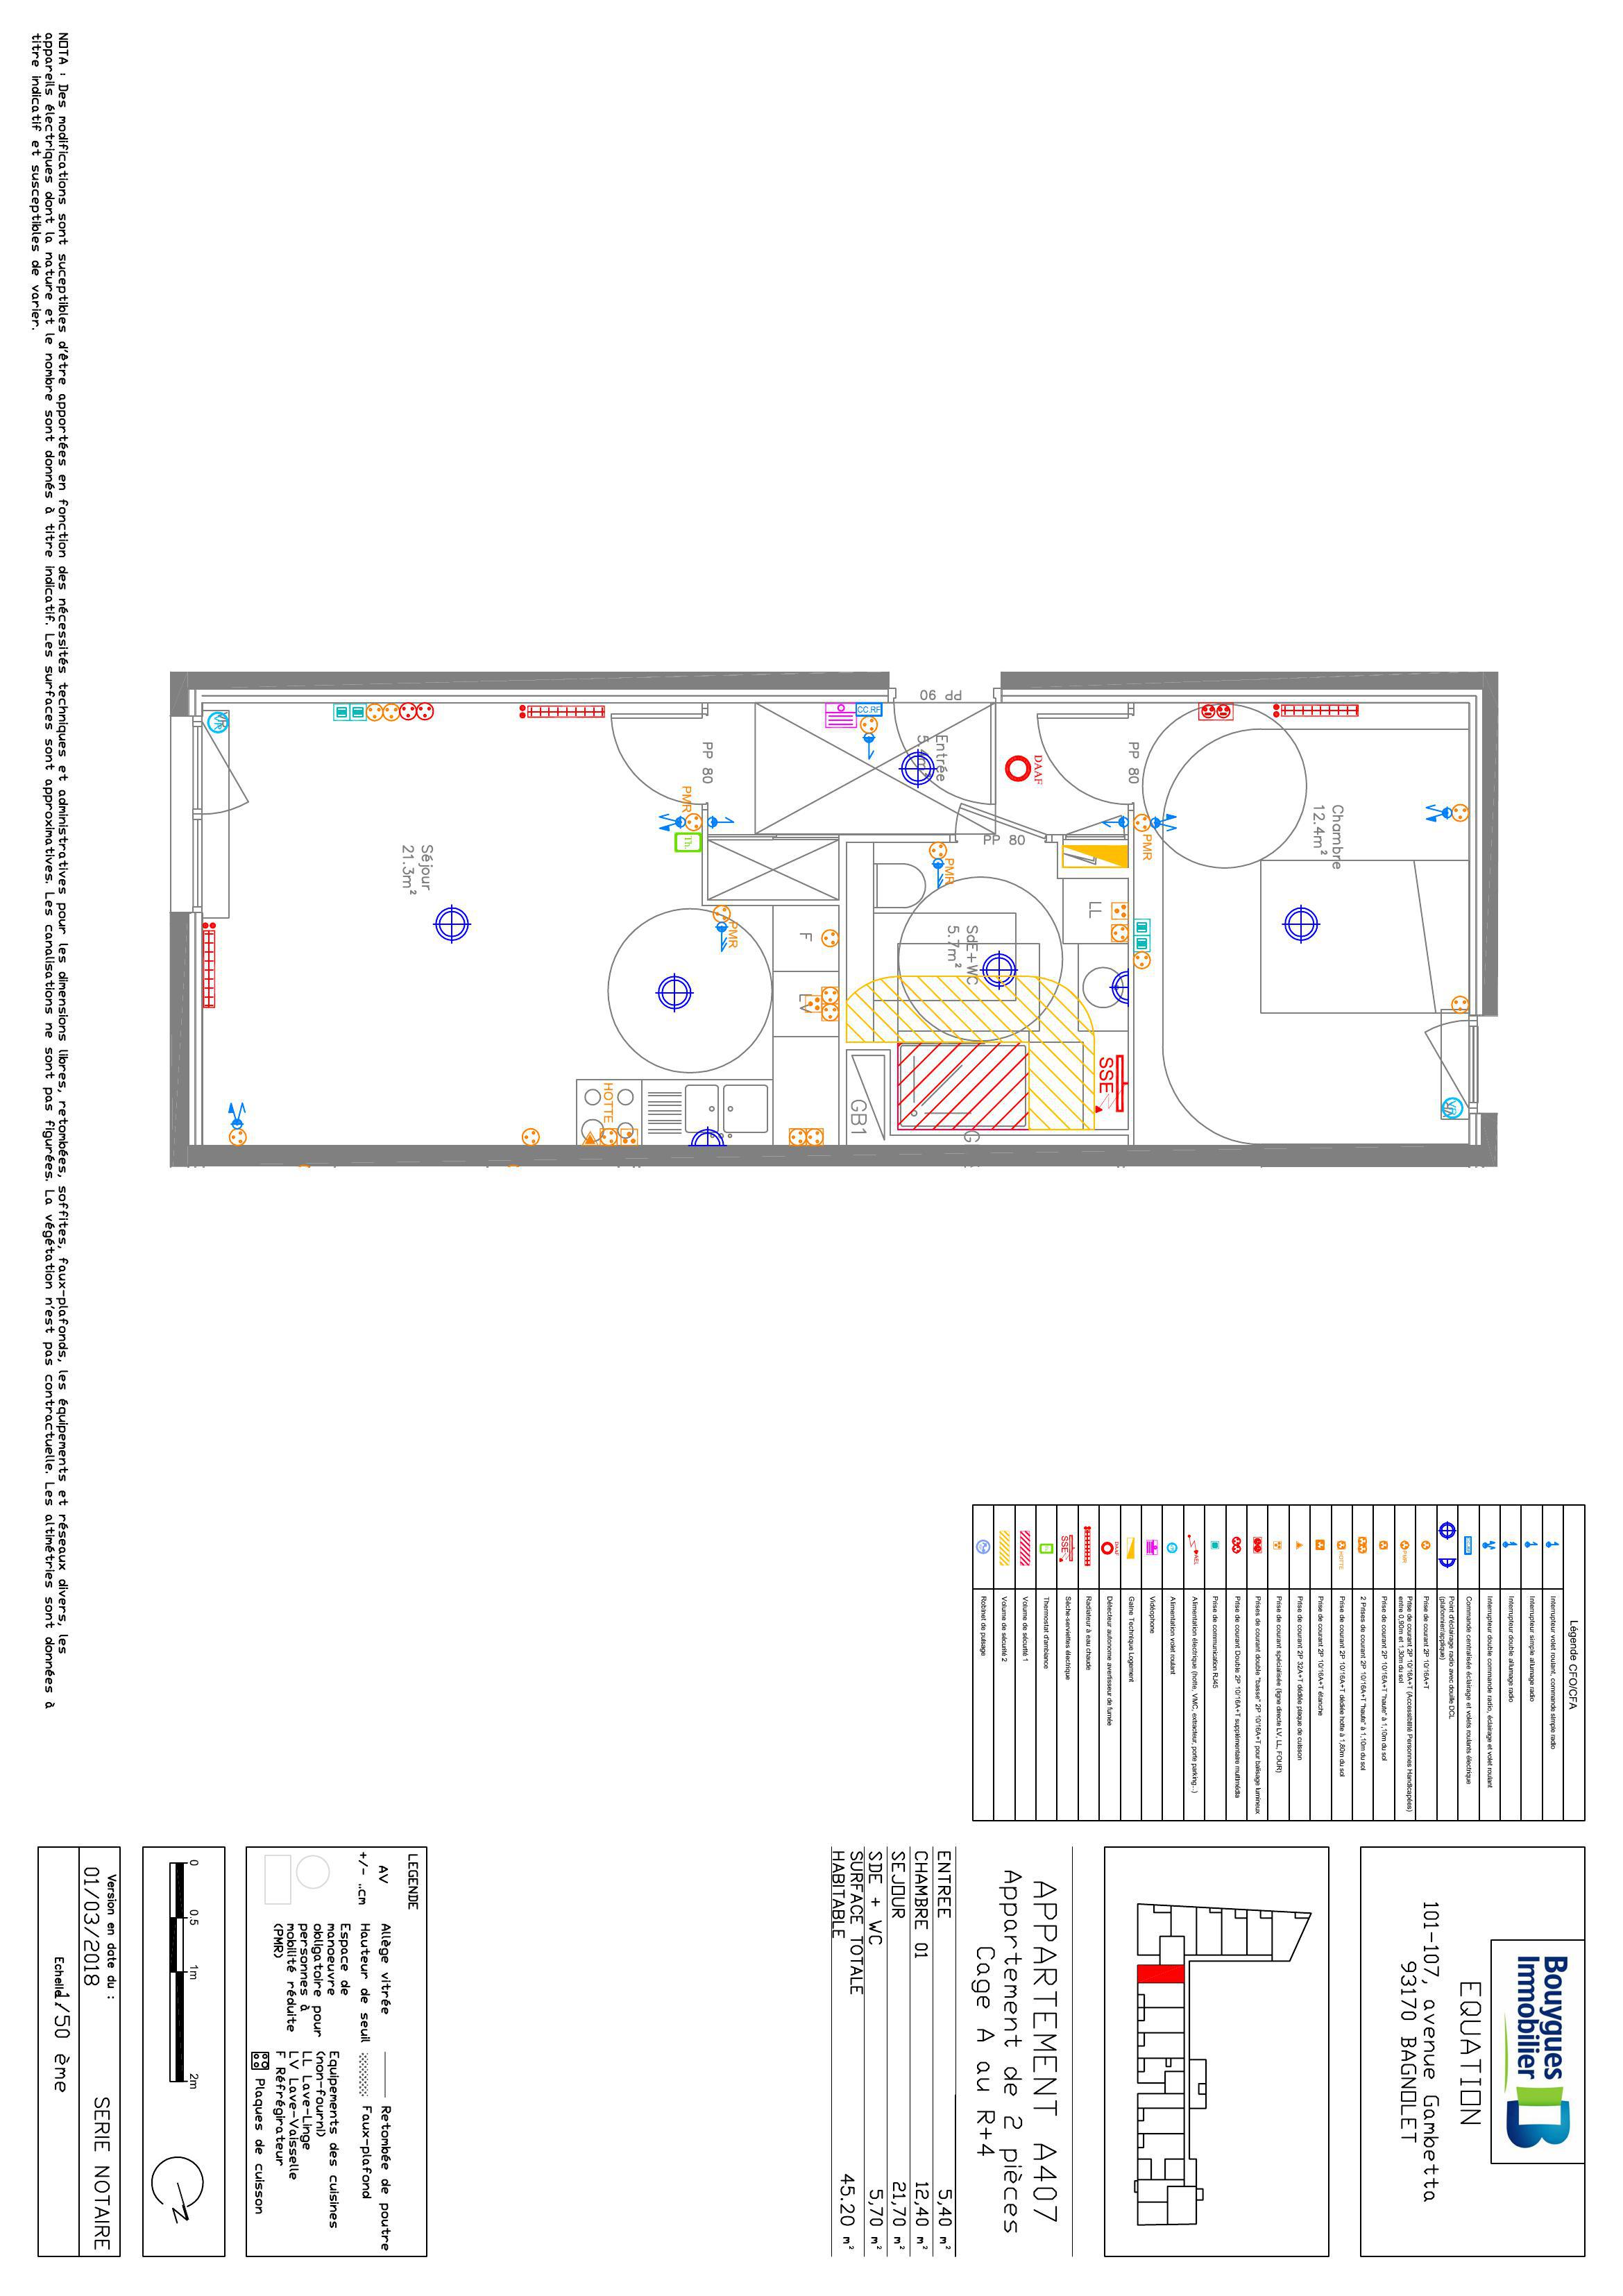 NOTA : Des modifications sont suceptibles d'être apportées en fonction des nécessités techniques et administratives pour les dimensions libres, retombées, soffites, faux-plafonds, les équipements et réseaux divers, les
appareils électriques dont la nature et le nombre sont donnés à titre indicatif. Les surfaces sont approximatives. Les canalisations ne sont pas figurées. La végétation n'est pas contractuelle. Les altimétries sont données à
titre indicatif et susceptibles de varier.
Bouygues
Immobilier
EQUATION
101-107, avenue Gambetta
93170 BAGNOLET
APPARTEMENT A407
Appartement de 2 pièces
Cage A au R+4
ENTREE 5,40 m²
CHAMBRE 01 12,40 m²
SEJOUR 21,70 m²
SDE + WC 5,70 m²
SURFACE TOTALE
HABITABLE 45.20 m²
LEGENDE
AV Allège vitrée
+/- ..cm Hauteur de seuil
Espace de
manoeuvre
obligatoire pour
personnes à
mobilité réduite
(PMR)
Retombée de poutre
Faux-plafond
Equipements des cuisines
(non-fourni)
LL Lave-Linge
LV Lave-Vaisselle
F Réfrigérateur
Plaques de cuisson
0 0.5 1m 2m
N
Version en date du :
01/03/2018
SERIE NOTAIRE
Echelle: 1/50 ème
Légende CFO/CFA
Interrupteur volet roulant, commande simple radio
Interrupteur simple allumage radio
Interrupteur double allumage radio
Interrupteur double commande radio, éclairage et volet roulant
Commande centralisée éclairage et volets roulants électrique
Point d'éclairage radio avec douille DCL
(plafonnier/applique)
Prise de courant 2P 10/16A+T
PMR
Prise de courant 2P 10/16A+T (Accessibilité Personnes Handicapées)
entre 0,90m et 1,30m du sol
Prise de courant 2P 10/16A+T "haute" à 1,10m du sol
2 Prises de courant 2P 10/16A+T "haute" à 1,10m du sol
HOTTE
Prise de courant 2P 10/16A+T dédiée hotte à 1,80m du sol
Prise de courant 2P 10/16A+T étanche
Prise de courant 2P 32A+T dédiée plaque de cuisson
Prise de courant spécialisée (ligne directe LV, LL, FOUR)
Prises de courant double "basse" 2P 10/16A+T pour balisage lumineux
Prise de courant Double 2P 10/16A+T supplémentaire multimédia
Prise de communication RJ45
AEL
Alimentation électrique (hotte, VMC, extracteur, porte parking...)
Alimentation volet roulant
Vidéophone
Gaine Technique Logement
DAAF
Détecteur autonome avertisseur de fumée
Radiateur à eau chaude
SSE
Sèche-serviettes électrique
Thermostat d'ambiance
Volume de sécurité 1
Volume de sécurité 2
Robinet de puisage
Séjour
21.3m²
Entrée
SdE+WC
5.7m²
Chambre
12.4m²
PP 90
PP 80
PP 80
PP 80
CC.RF
DAAF
PMR
PMR
PMR
PMR
Th.
VR
VR
F
LV
LL
HOTTE
GB1
SSE